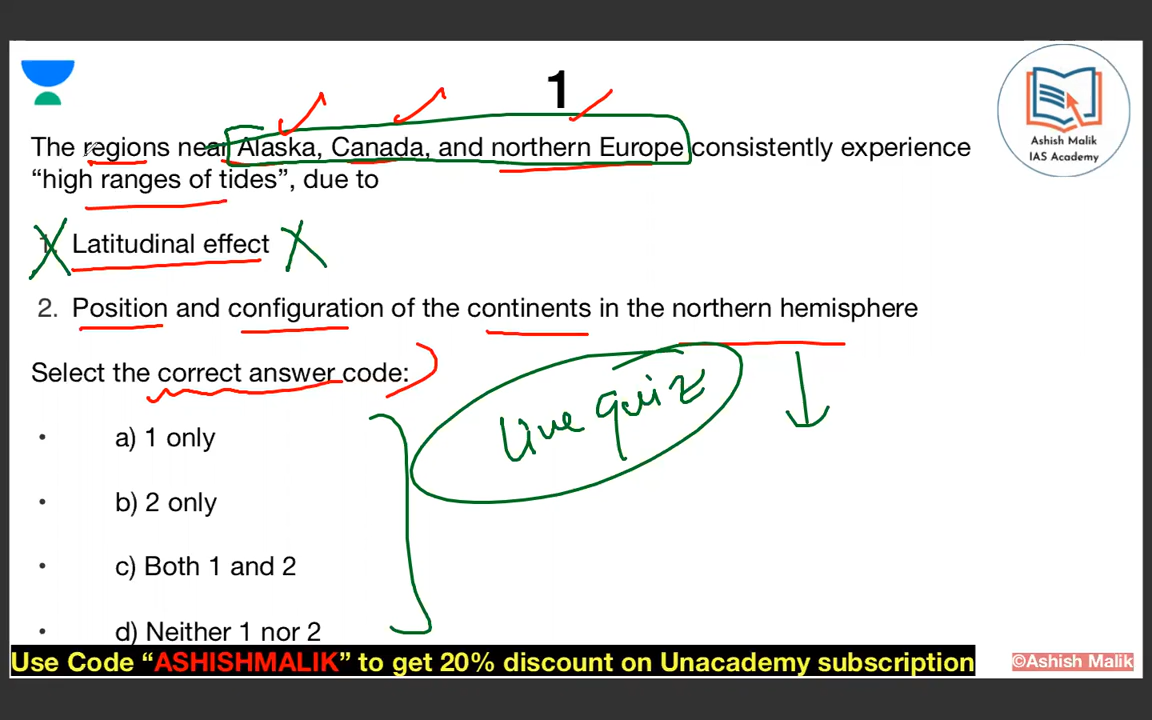 1
Ashish Malik
IAS Academy
The regions near Alaska, Canada, and northern Europe consistently experience
“high ranges of tides”, due to
1. Latitudinal effect
2. Position and configuration of the continents in the northern hemisphere
Select the correct answer code:
live quiz
• a) 1 only
• b) 2 only
• c) Both 1 and 2
• d) Neither 1 nor 2
Use Code “ASHISHMALIK” to get 20% discount on Unacademy subscription
©Ashish Malik